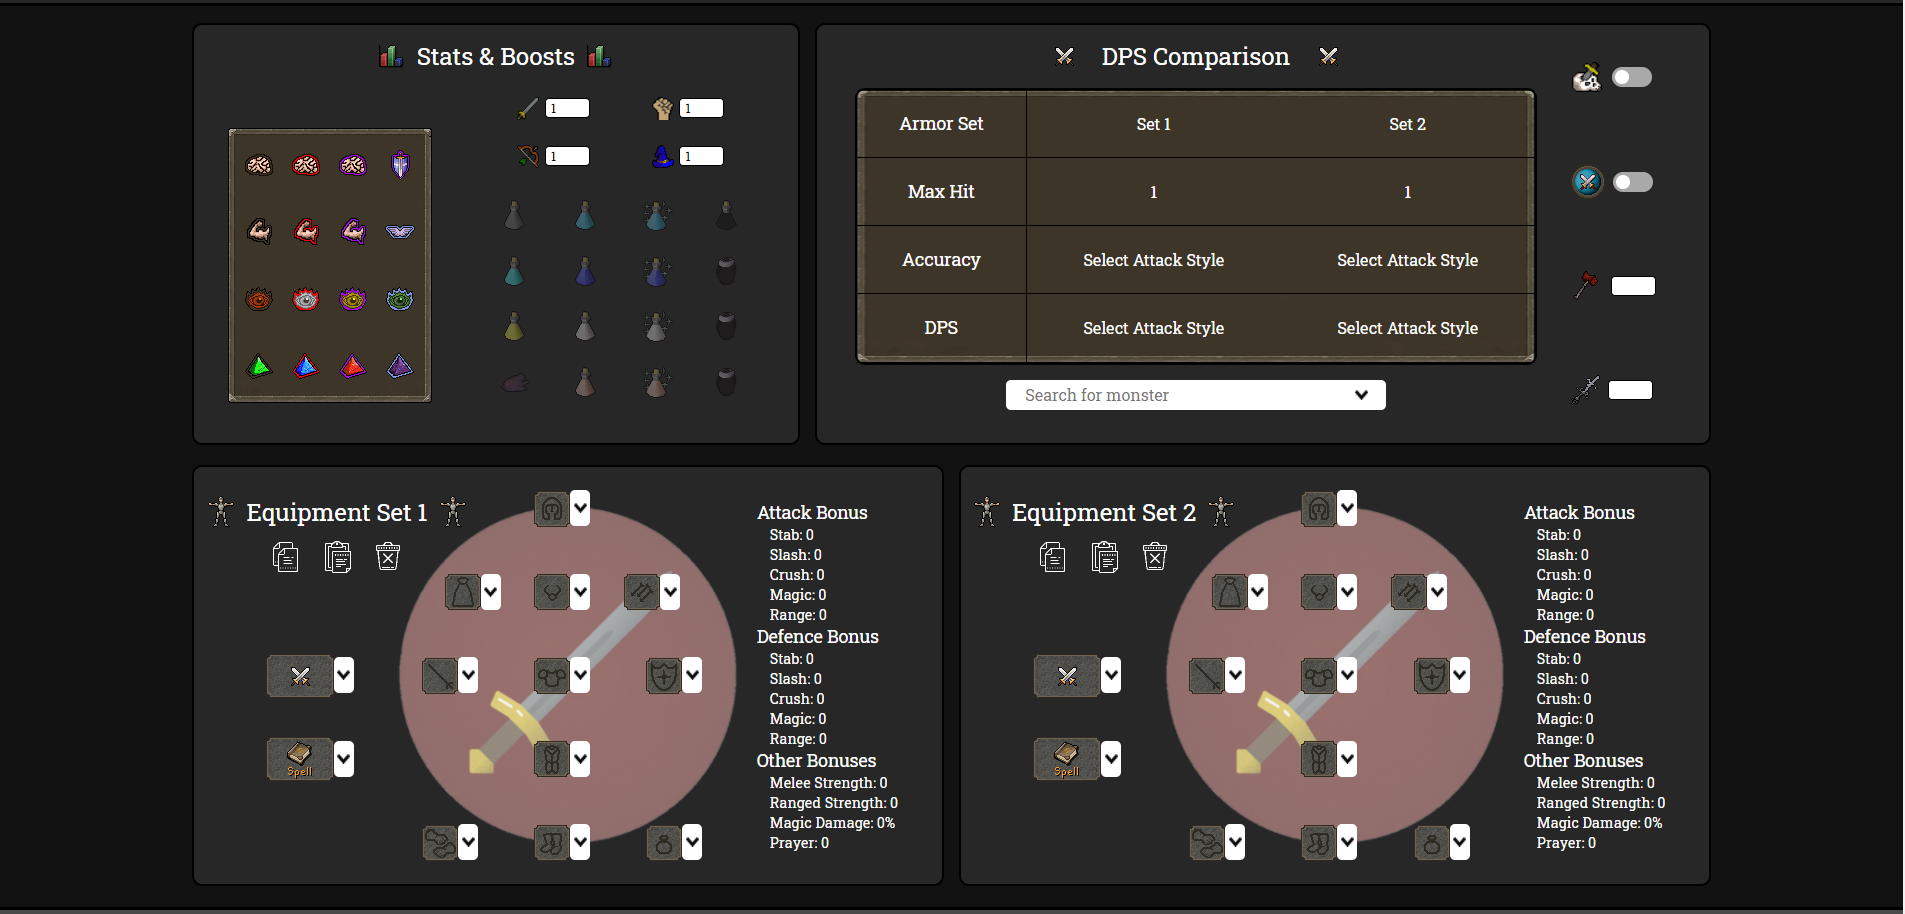 Stats & Boosts
1 1
1 1
DPS Comparison
Armor Set Set 1 Set 2
Max Hit 1 1
Accuracy Select Attack Style Select Attack Style
DPS Select Attack Style Select Attack Style
Search for monster
Equipment Set 1
Spell
Attack Bonus
Stab: 0
Slash: 0
Crush: 0
Magic: 0
Range: 0
Defence Bonus
Stab: 0
Slash: 0
Crush: 0
Magic: 0
Range: 0
Other Bonuses
Melee Strength: 0
Ranged Strength: 0
Magic Damage: 0%
Prayer: 0
Equipment Set 2
Spell
Attack Bonus
Stab: 0
Slash: 0
Crush: 0
Magic: 0
Range: 0
Defence Bonus
Stab: 0
Slash: 0
Crush: 0
Magic: 0
Range: 0
Other Bonuses
Melee Strength: 0
Ranged Strength: 0
Magic Damage: 0%
Prayer: 0